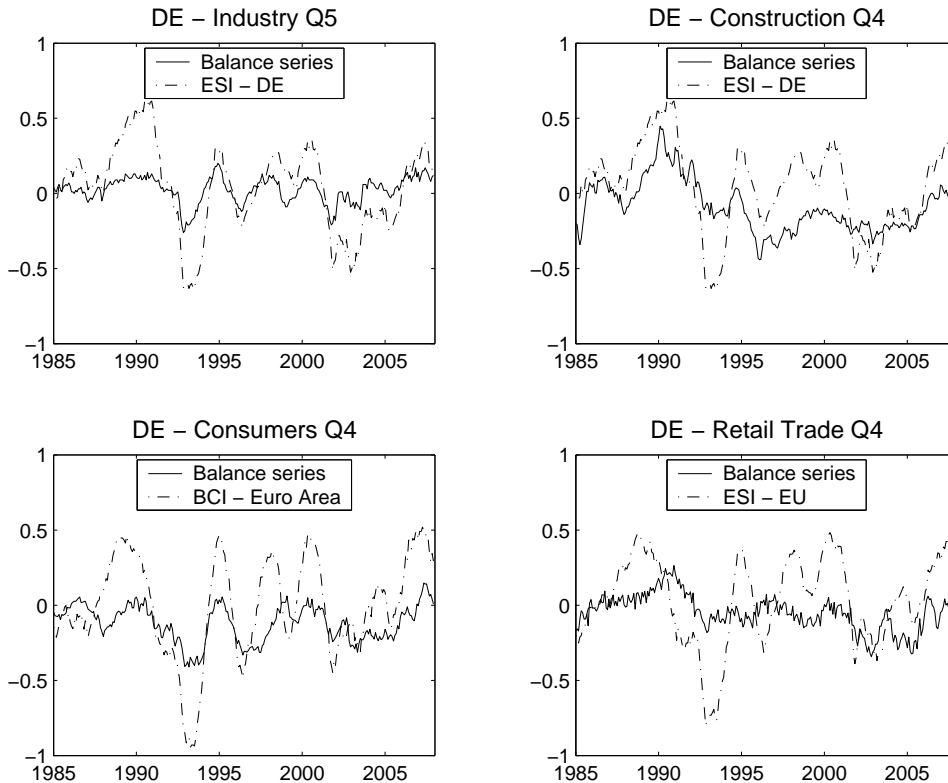 DE − Industry Q5
Balance series
ESI − DE
1
0.5
0
−0.5
−1
1985 1990 1995 2000 2005
DE − Construction Q4
Balance series
ESI − DE
1
0.5
0
−0.5
−1
1985 1990 1995 2000 2005
DE − Consumers Q4
Balance series
BCI − Euro Area
1
0.5
0
−0.5
−1
1985 1990 1995 2000 2005
DE − Retail Trade Q4
Balance series
ESI − EU
1
0.5
0
−0.5
−1
1985 1990 1995 2000 2005